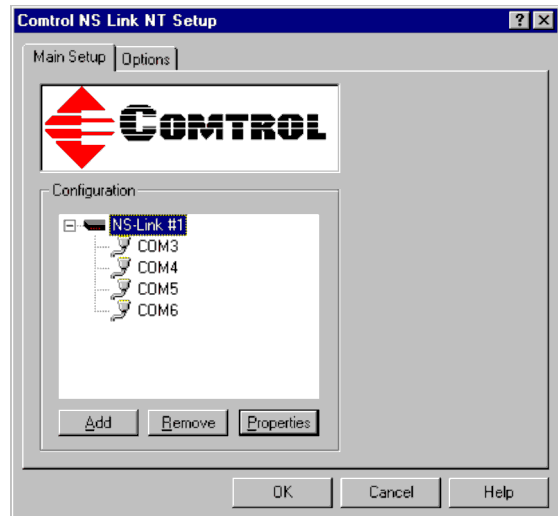 Comtrol NS Link NT Setup
Main Setup Options
COMTROL
Configuration
NS-Link #1
COM3
COM4
COM5
COM6
Add Remove Properties
OK Cancel Help